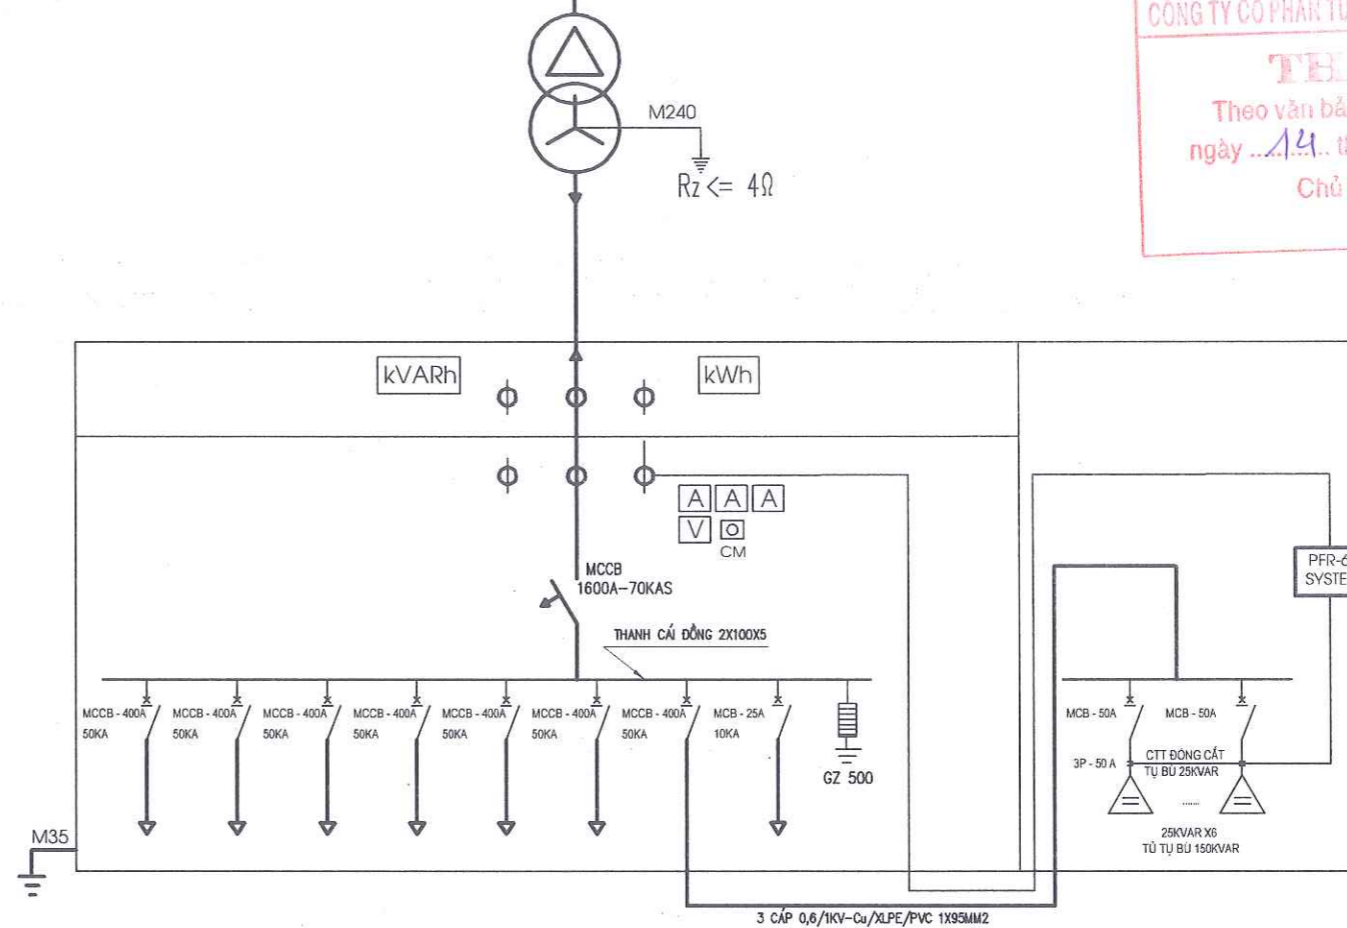 CÔNG TY CỔ PHẦN
Theo văn
ngày 14
Chủ
M240
Rz <= 4Ω
kVARh
kWh
A A A
V O
CM
MCCB
1600A-70KAS
THANH CÁI ĐỒNG 2X100X5
PFR-6
SYSTE
MCCB - 400A MCCB - 400A MCCB - 400A MCCB - 400A MCCB - 400A MCCB - 400A MCCB - 400A MCB - 25A
50KA 50KA 50KA 50KA 50KA 50KA 50KA 10KA
GZ 500
MCB - 50A MCB - 50A
3P - 50 A
CTT ĐÓNG CẮT
TỤ BÙ 25KVAR
......
25KVAR X6
TỦ TỤ BÙ 150KVAR
M35
3 CÁP 0,6/1KV-Cu/XLPE/PVC 1X95MM2